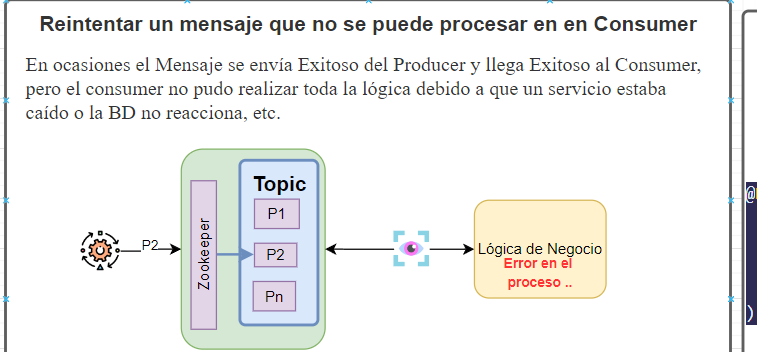 Reintentar un mensaje que no se puede procesar en en Consumer
En ocasiones el Mensaje se envía Exitoso del Producer y llega Exitoso al Consumer,
pero el consumer no pudo realizar toda la lógica debido a que un servicio estaba
caído o la BD no reacciona, etc.
Topic
P1
P2
Zookeeper
P2
Pn
Lógica de Negocio
Error en el
proceso ..
@
)